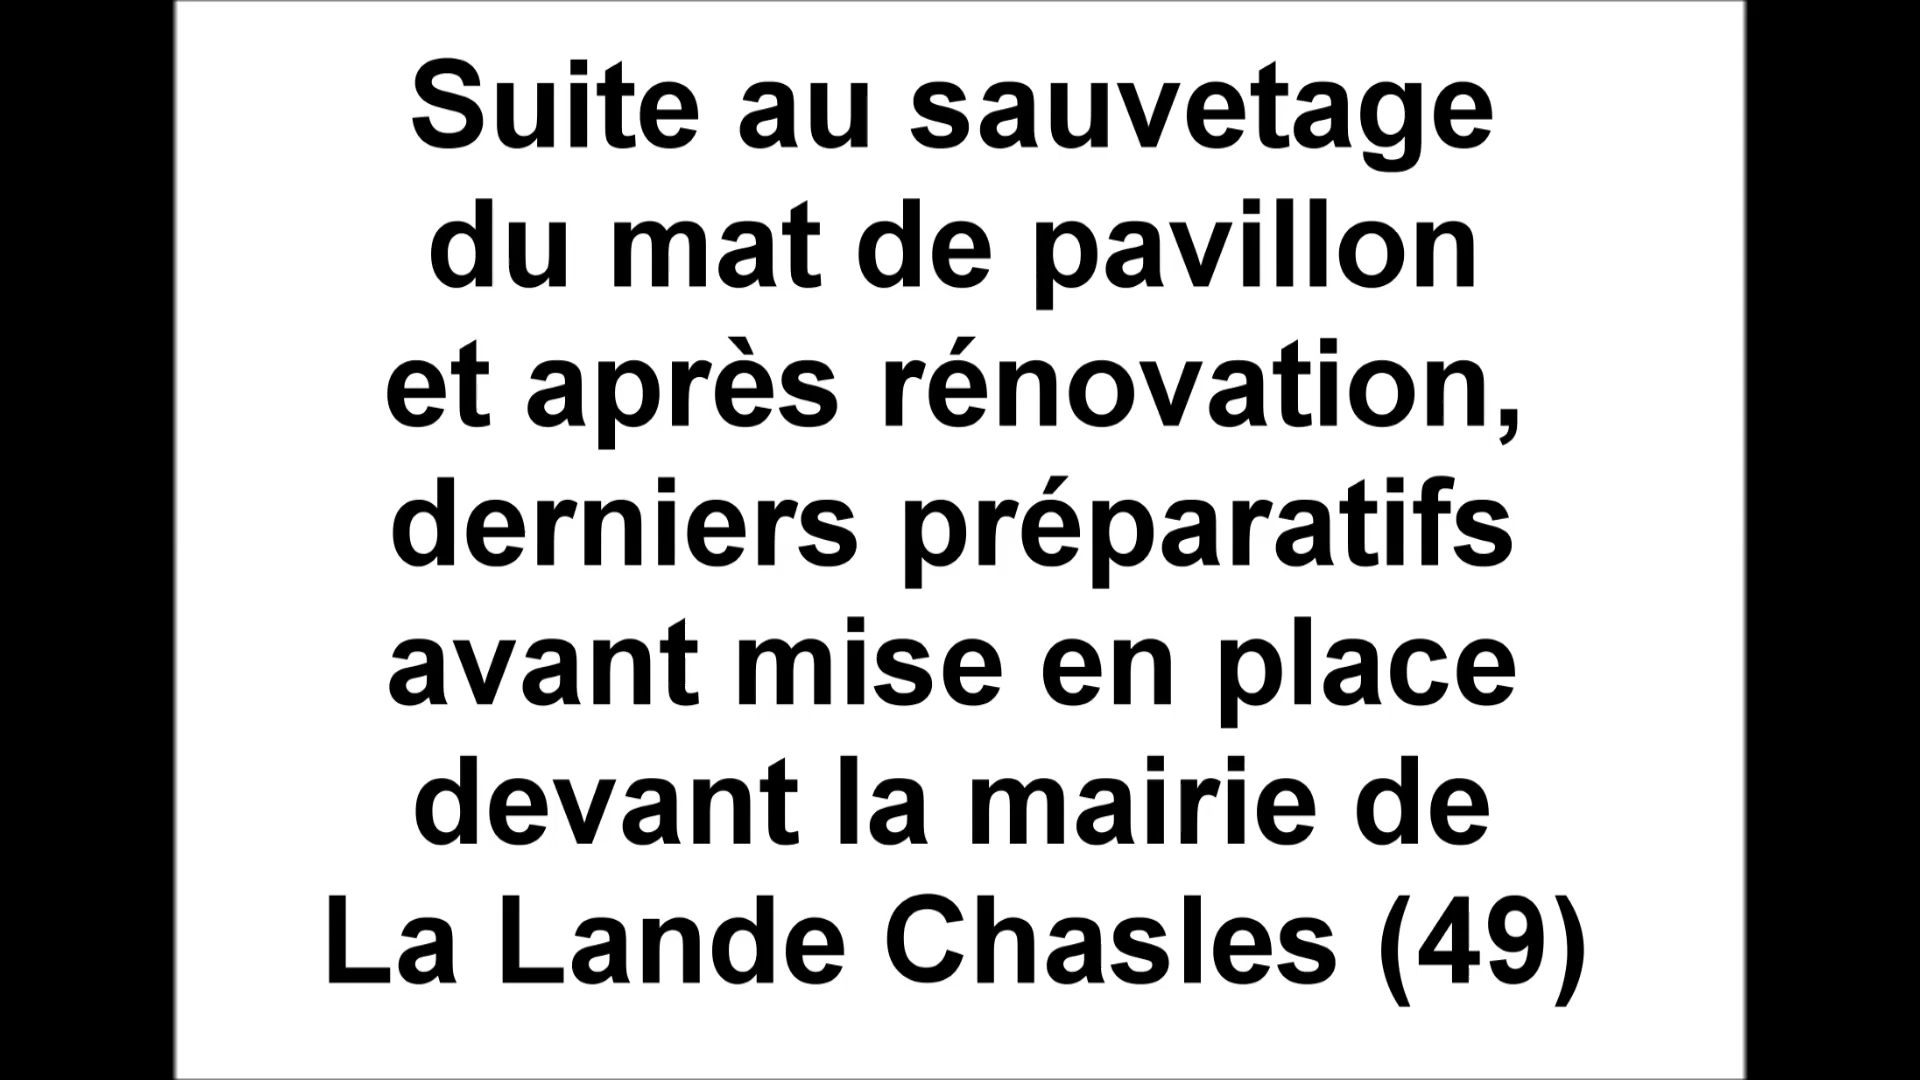 Suite au sauvetage
du mat de pavillon
et après rénovation,
derniers préparatifs
avant mise en place
devant la mairie de
La Lande Chasles (49)